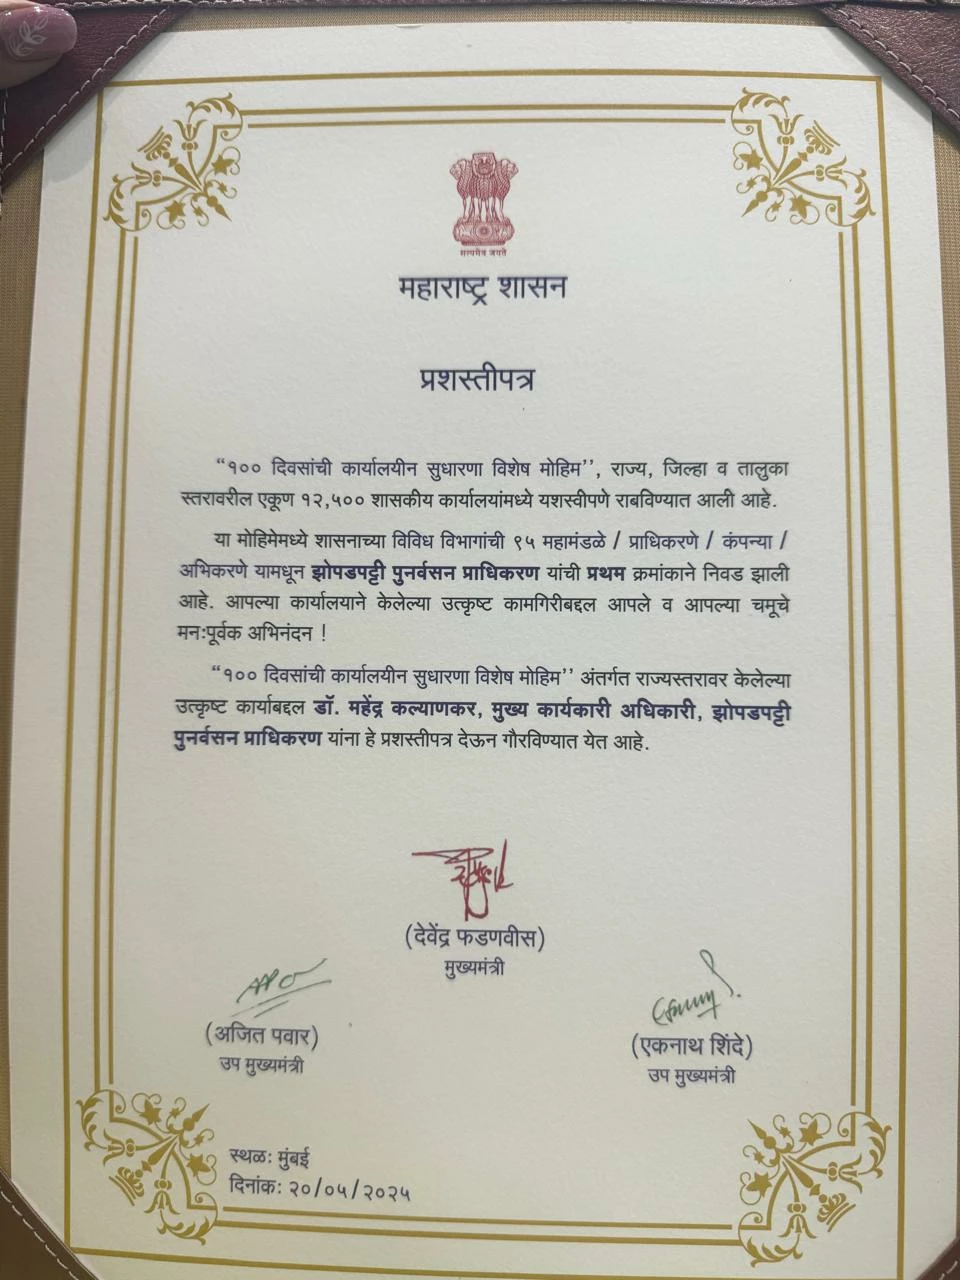 सत्यमेव जयते
महाराष्ट्र शासन
प्रशस्तीपत्र
“१०० दिवसांची कार्यालयीन सुधारणा विशेष मोहिम’’, राज्य, जिल्हा व तालुका
स्तरावरील एकूण १२,५०० शासकीय कार्यालयांमध्ये यशस्वीपणे राबविण्यात आली आहे.
या मोहिमेमध्ये शासनाच्या विविध विभागांची ९५ महामंडळे / प्राधिकरणे / कंपन्या /
अभिकरणे यामधून झोपडपट्टी पुनर्वसन प्राधिकरण यांची प्रथम क्रमांकाने निवड झाली
आहे. आपल्या कार्यालयाने केलेल्या उत्कृष्ट कामगिरीबद्दल आपले व आपल्या चमूचे
मनःपूर्वक अभिनंदन !
“१०० दिवसांची कार्यालयीन सुधारणा विशेष मोहिम’’ अंतर्गत राज्यस्तरावर केलेल्या
उत्कृष्ट कार्याबद्दल डॉ. महेंद्र कल्याणकर, मुख्य कार्यकारी अधिकारी, झोपडपट्टी
पुनर्वसन प्राधिकरण यांना हे प्रशस्तीपत्र देऊन गौरविण्यात येत आहे.
(देवेंद्र फडणवीस)
मुख्यमंत्री
(अजित पवार)
उप मुख्यमंत्री
(एकनाथ शिंदे)
उप मुख्यमंत्री
स्थळः मुंबई
दिनांकः २०/०५/२०२५